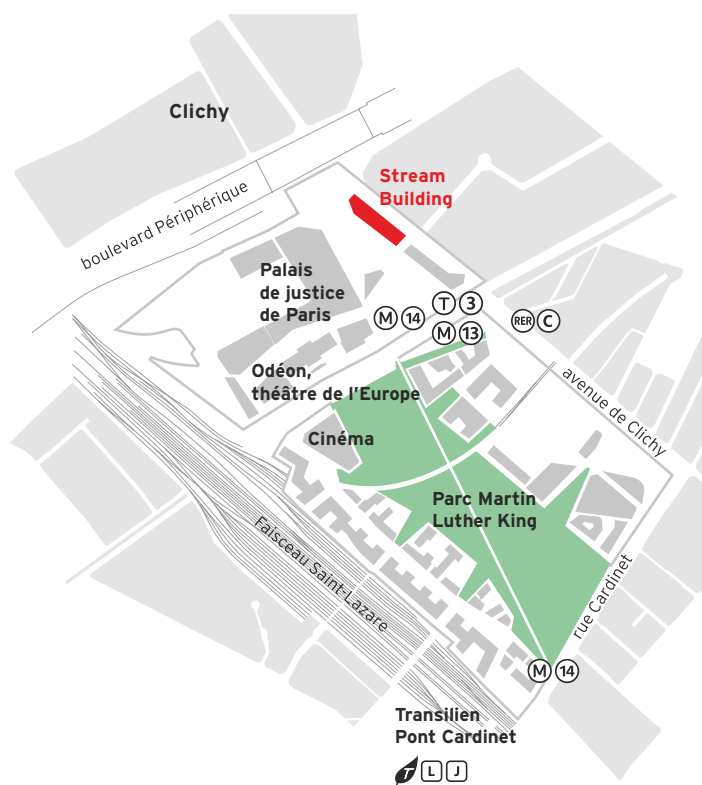 Clichy
Stream
Building
boulevard Périphérique
Palais
de justice
de Paris
M 14
T 3
M 13
RER C
Odéon,
théâtre de l'Europe
avenue de Clichy
Cinéma
Parc Martin
Luther King
Faisceau Saint-Lazare
rue Cardinet
M 14
Transilien
Pont Cardinet
T L J